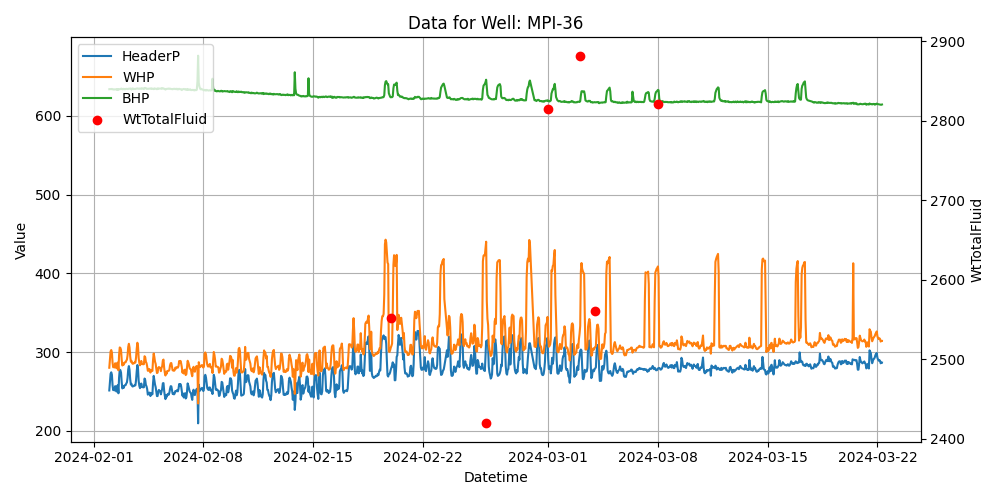 Data for Well: MPI-36
HeaderP
WHP
BHP
WtTotalFluid
600
500
400
300
200
Value
2900
2800
2700
2600
2500
2400
WtTotalFluid
2024-02-01
2024-02-08
2024-02-15
2024-02-22
2024-03-01
2024-03-08
2024-03-15
2024-03-22
Datetime